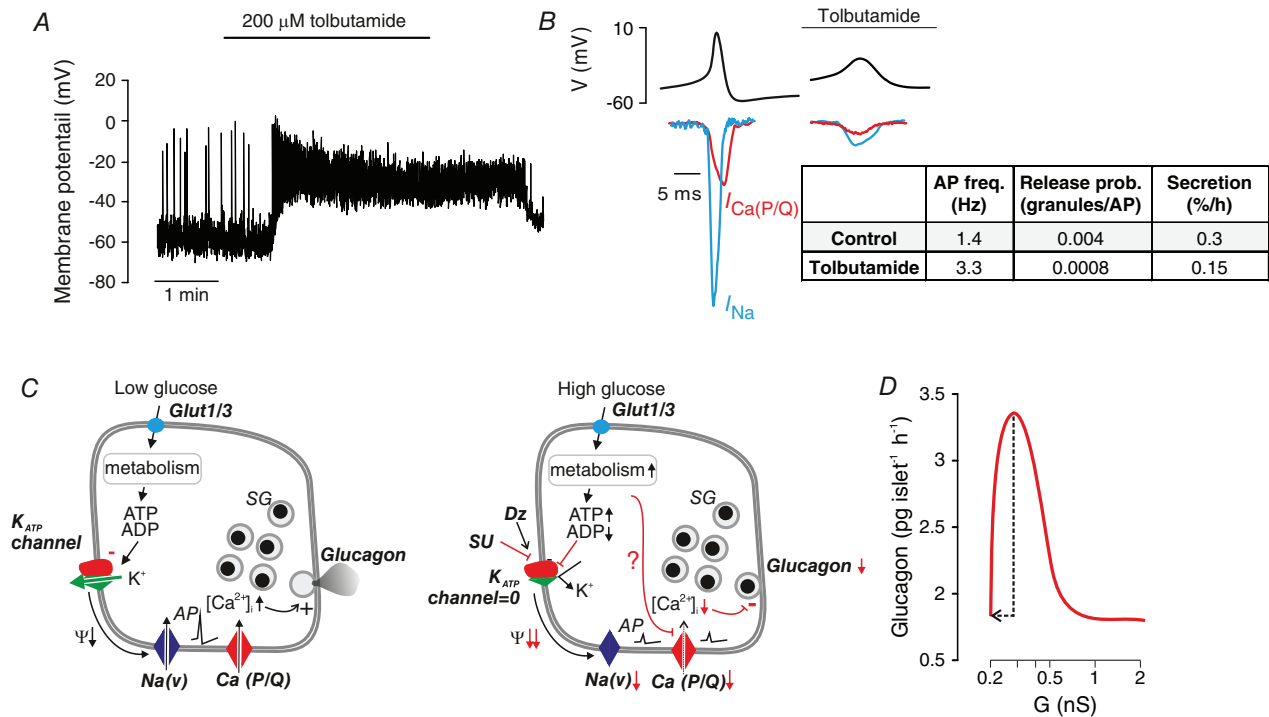 A
200 μM tolbutamide
Membrane potentail (mV)
20
0
-20
-40
-60
-80
1 min
B
Tolbutamide
V (mV)
10
-60
5 ms
I Ca(P/Q)
I Na
AP freq. (Hz) Release prob. (granules/AP) Secretion (%/h)
Control 1.4 0.004 0.3
Tolbutamide 3.3 0.0008 0.15
C
Low glucose
Glut1/3
metabolism
ATP
ADP
SG
K ATP
channel
-
K+
Glucagon
[Ca2+]i
+
AP
Ψ
Na(v)
Ca (P/Q)
High glucose
Glut1/3
metabolism
ATP
ADP
SG
Dz
SU
?
K ATP
channel=0
K+
Glucagon
[Ca2+]i
-
AP
Ψ
Na(v)
Ca (P/Q)
D
Glucagon (pg islet-1 h-1)
3.5
3
2.5
2
1.5
0.5
0.2 0.5 1 2
G (nS)